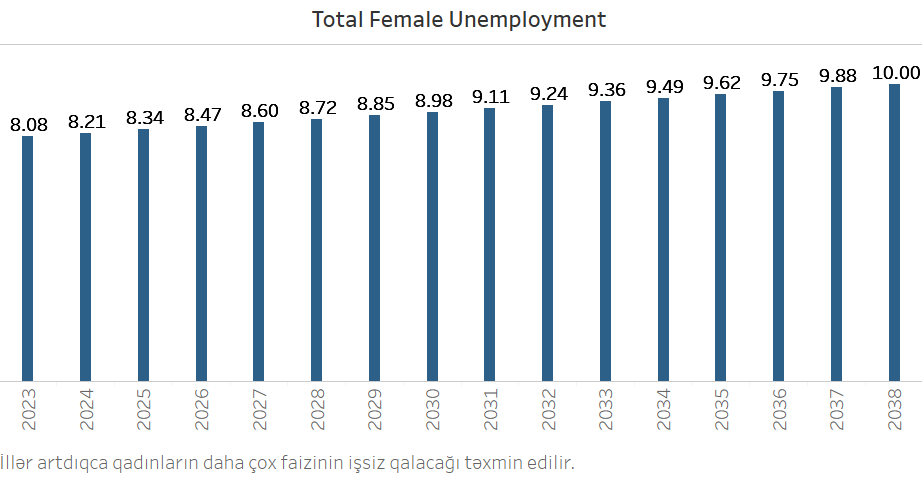 Total Female Unemployment
8.08 8.21 8.34 8.47 8.60 8.72 8.85 8.98 9.11 9.24 9.36 9.49 9.62 9.75 9.88 10.00
2023 2024 2025 2026 2027 2028 2029 2030 2031 2032 2033 2034 2035 2036 2037 2038
İllər artdıqca qadınların daha çox faizinin işsiz qalacağı təxmin edilir.